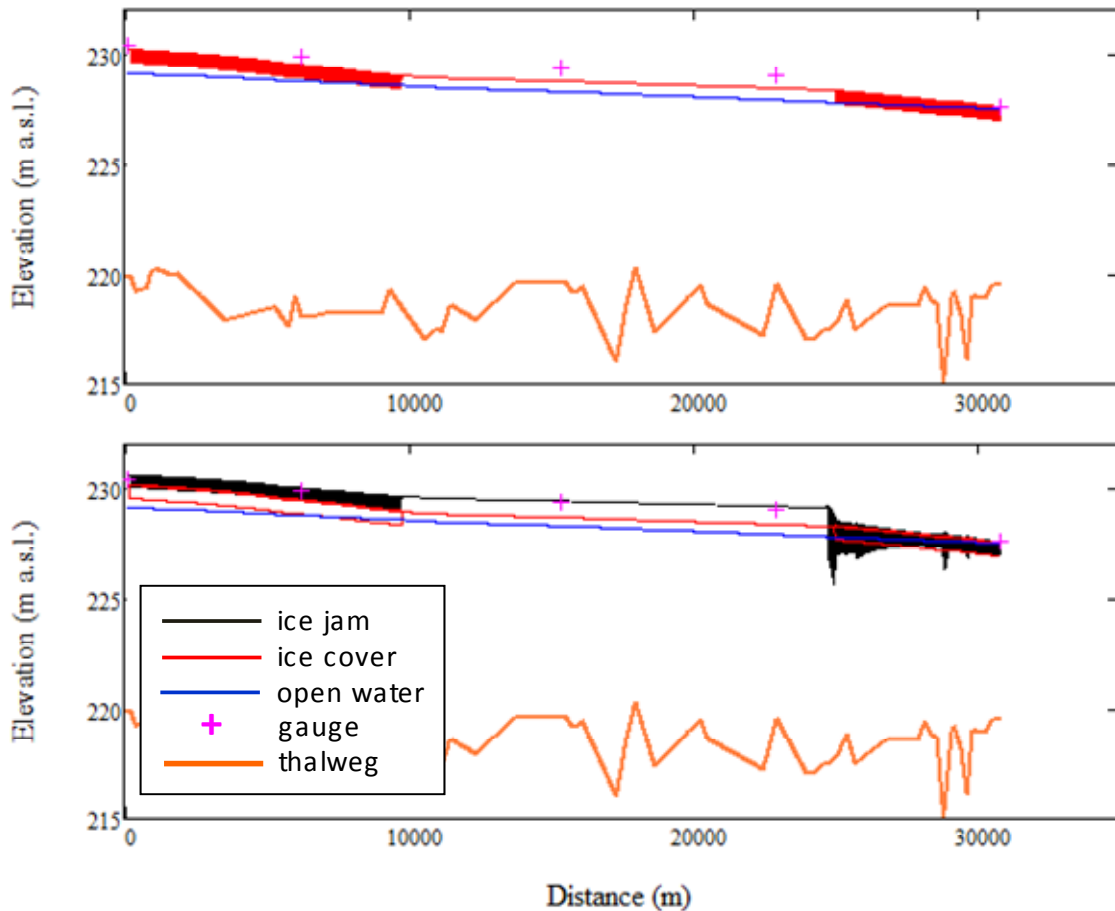 Elevation (m a.s.l.)
230
225
220
215
0
10000
20000
30000
Elevation (m a.s.l.)
230
225
220
215
ice jam
ice cover
open water
gauge
thalweg
0
10000
20000
30000
Distance (m)